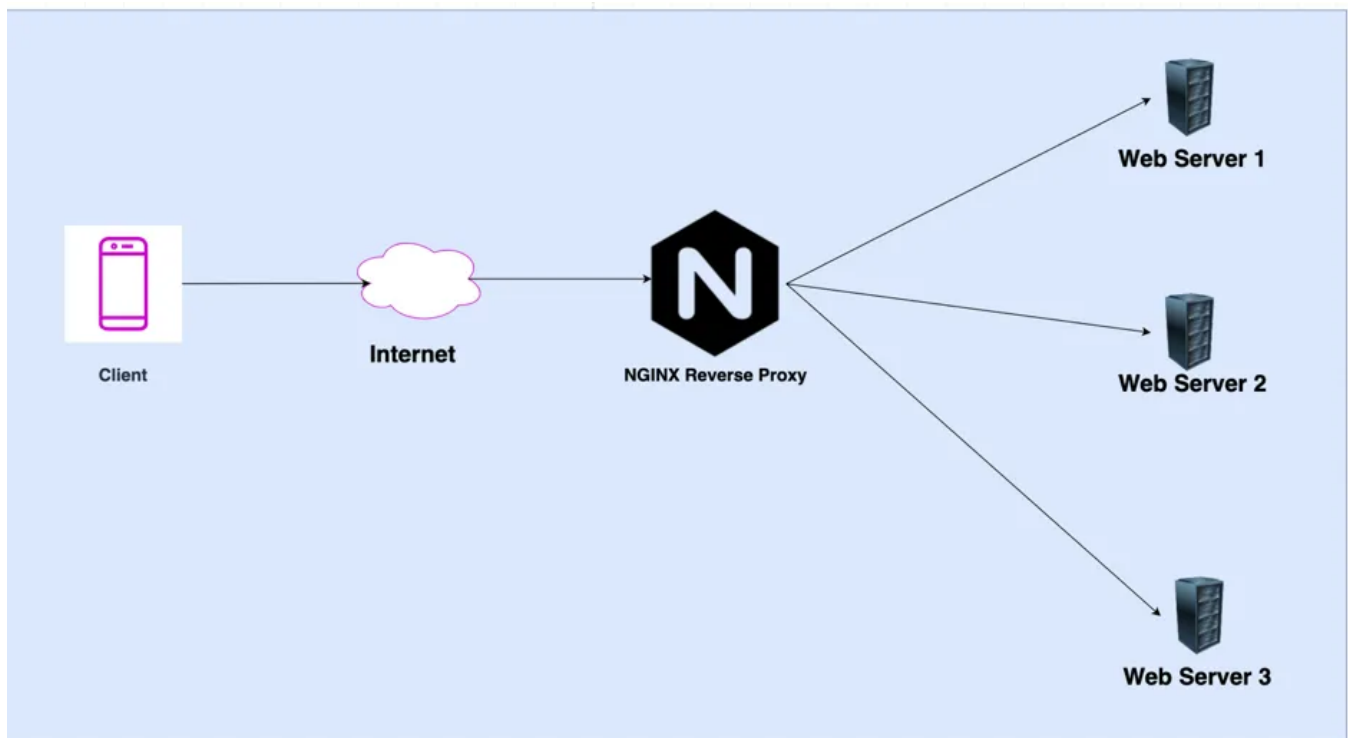 Client
Internet
N
NGINX Reverse Proxy
Web Server 1
Web Server 2
Web Server 3